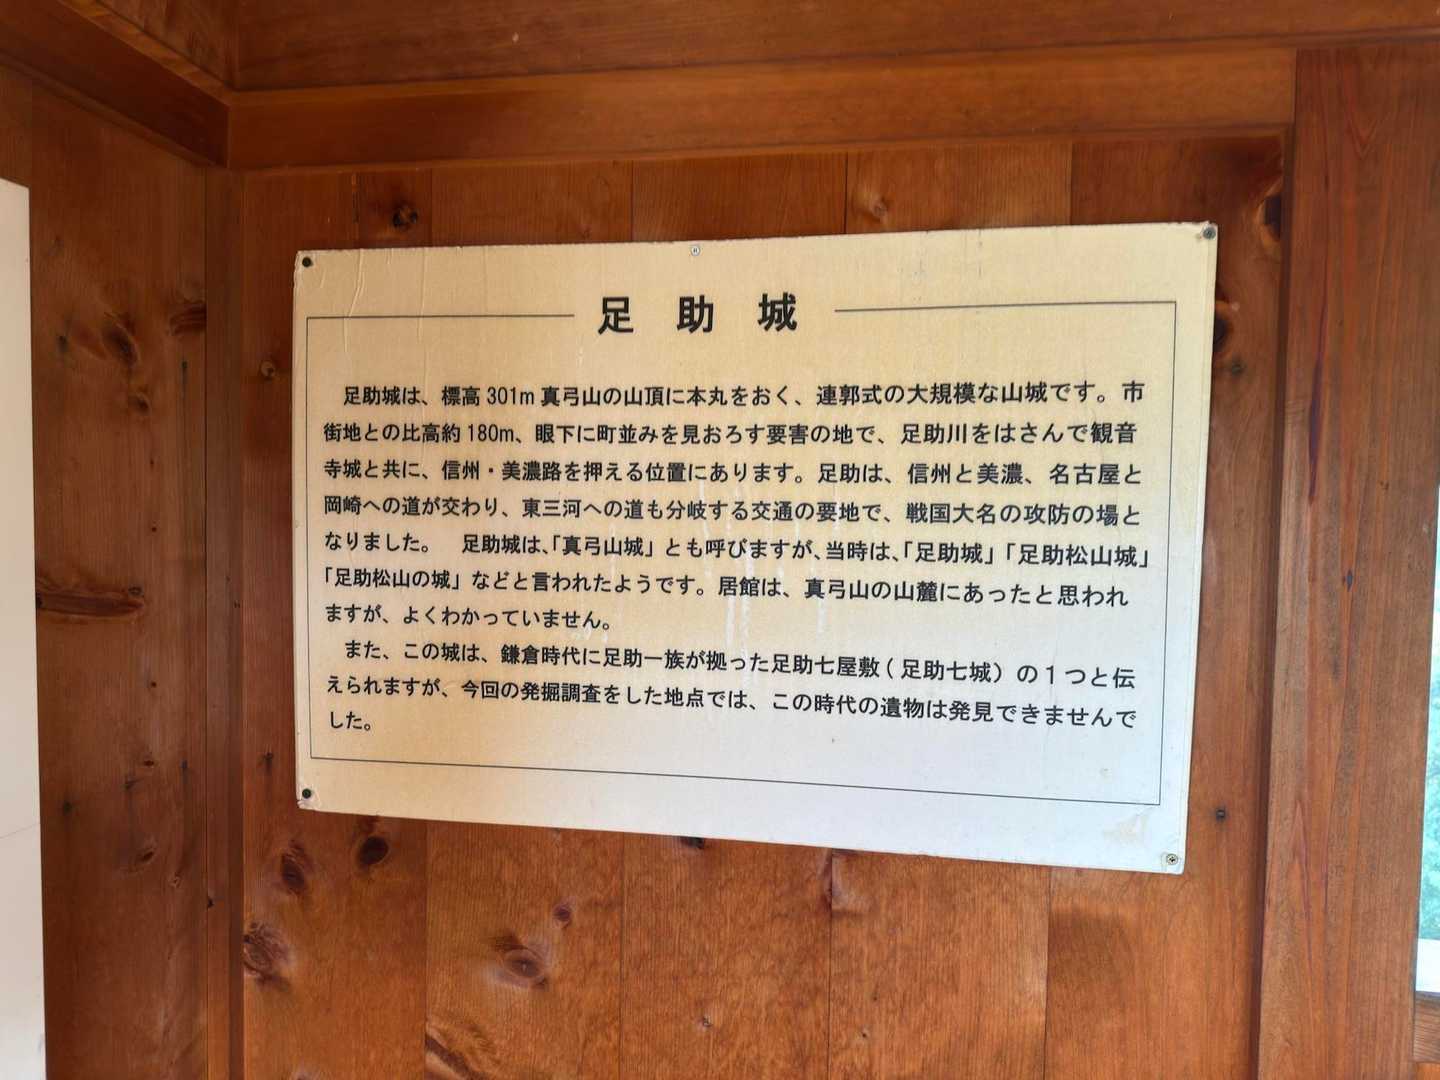 足助城
足助城は、標高301m真弓山の山頂に本丸をおく、連郭式の大規模な山城です。市
街地との比高約180m、眼下に町並みを見おろす要害の地で、足助川をはさんで観音
寺城と共に、信州・美濃路を押える位置にあります。足助は、信州と美濃、名古屋と
岡崎への道が交わり、東三河への道も分岐する交通の要地で、戦国大名の攻防の場と
なりました。　足助城は、「真弓山城」とも呼びますが、当時は、「足助城」「足助松山城」
「足助松山の城」などと言われたようです。居館は、真弓山の山麓にあったと思われ
ますが、よくわかっていません。
また、この城は、鎌倉時代に足助一族が拠った足助七屋敷(足助七城)の1つと伝
えられますが、今回の発掘調査をした地点では、この時代の遺物は発見できませんで
した。